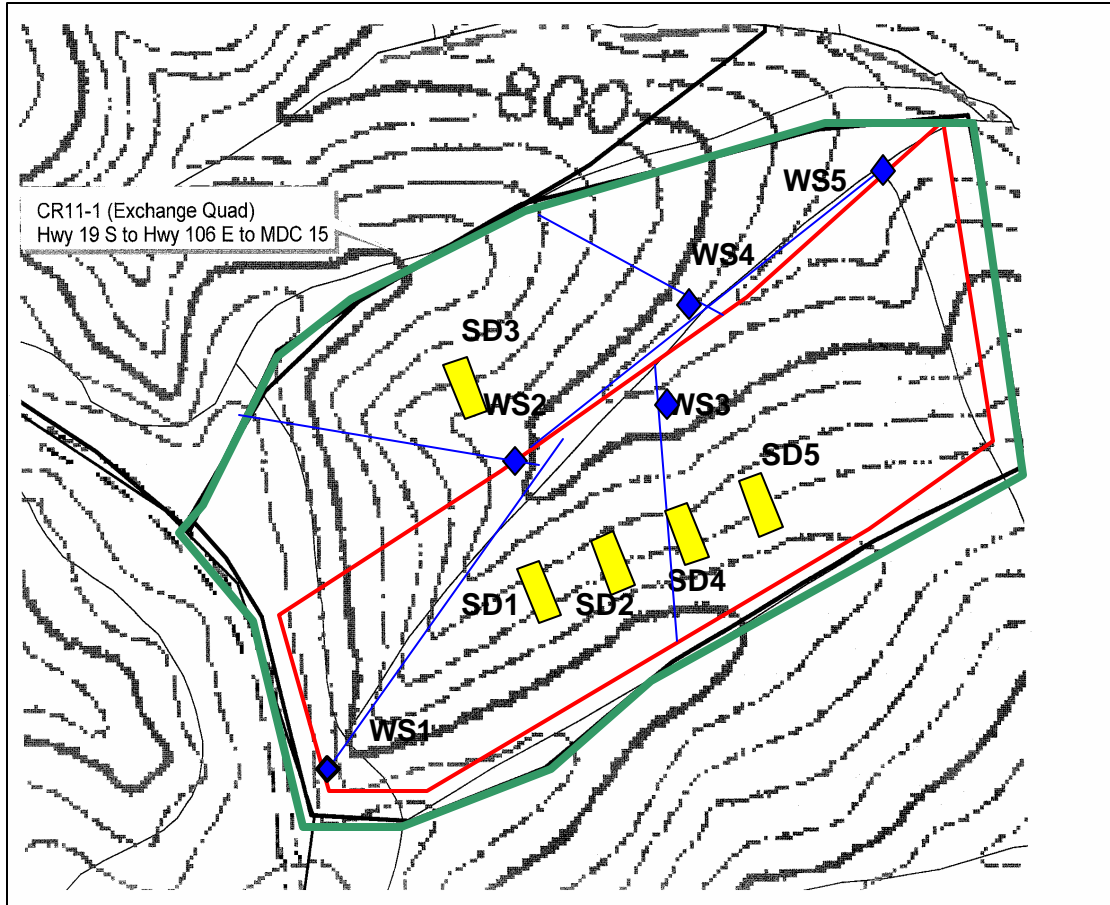 800
WS5
CR11-1 (Exchange Quad)
Hwy 19 S to Hwy 106 E to MDC 15
WS4
SD3
WS2
WS3
SD5
SD4
SD1
SD2
WS1